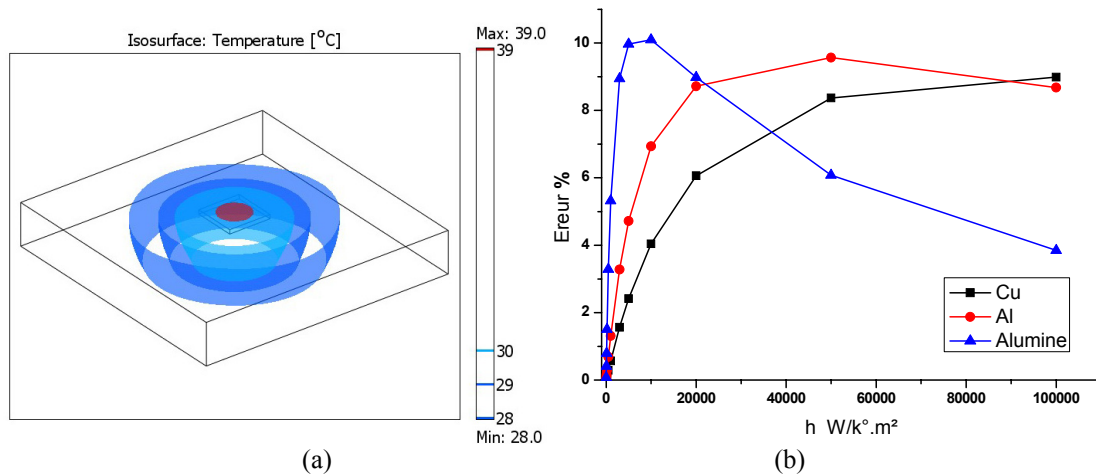 Isosurface: Temperature [°C]
Max: 39.0
39
30
29
28
Min: 28.0
(a)
Ereur %
10
8
6
4
2
0
0
20000
40000
60000
80000
100000
h W/k°.m²
Cu
Al
Alumine
(b)